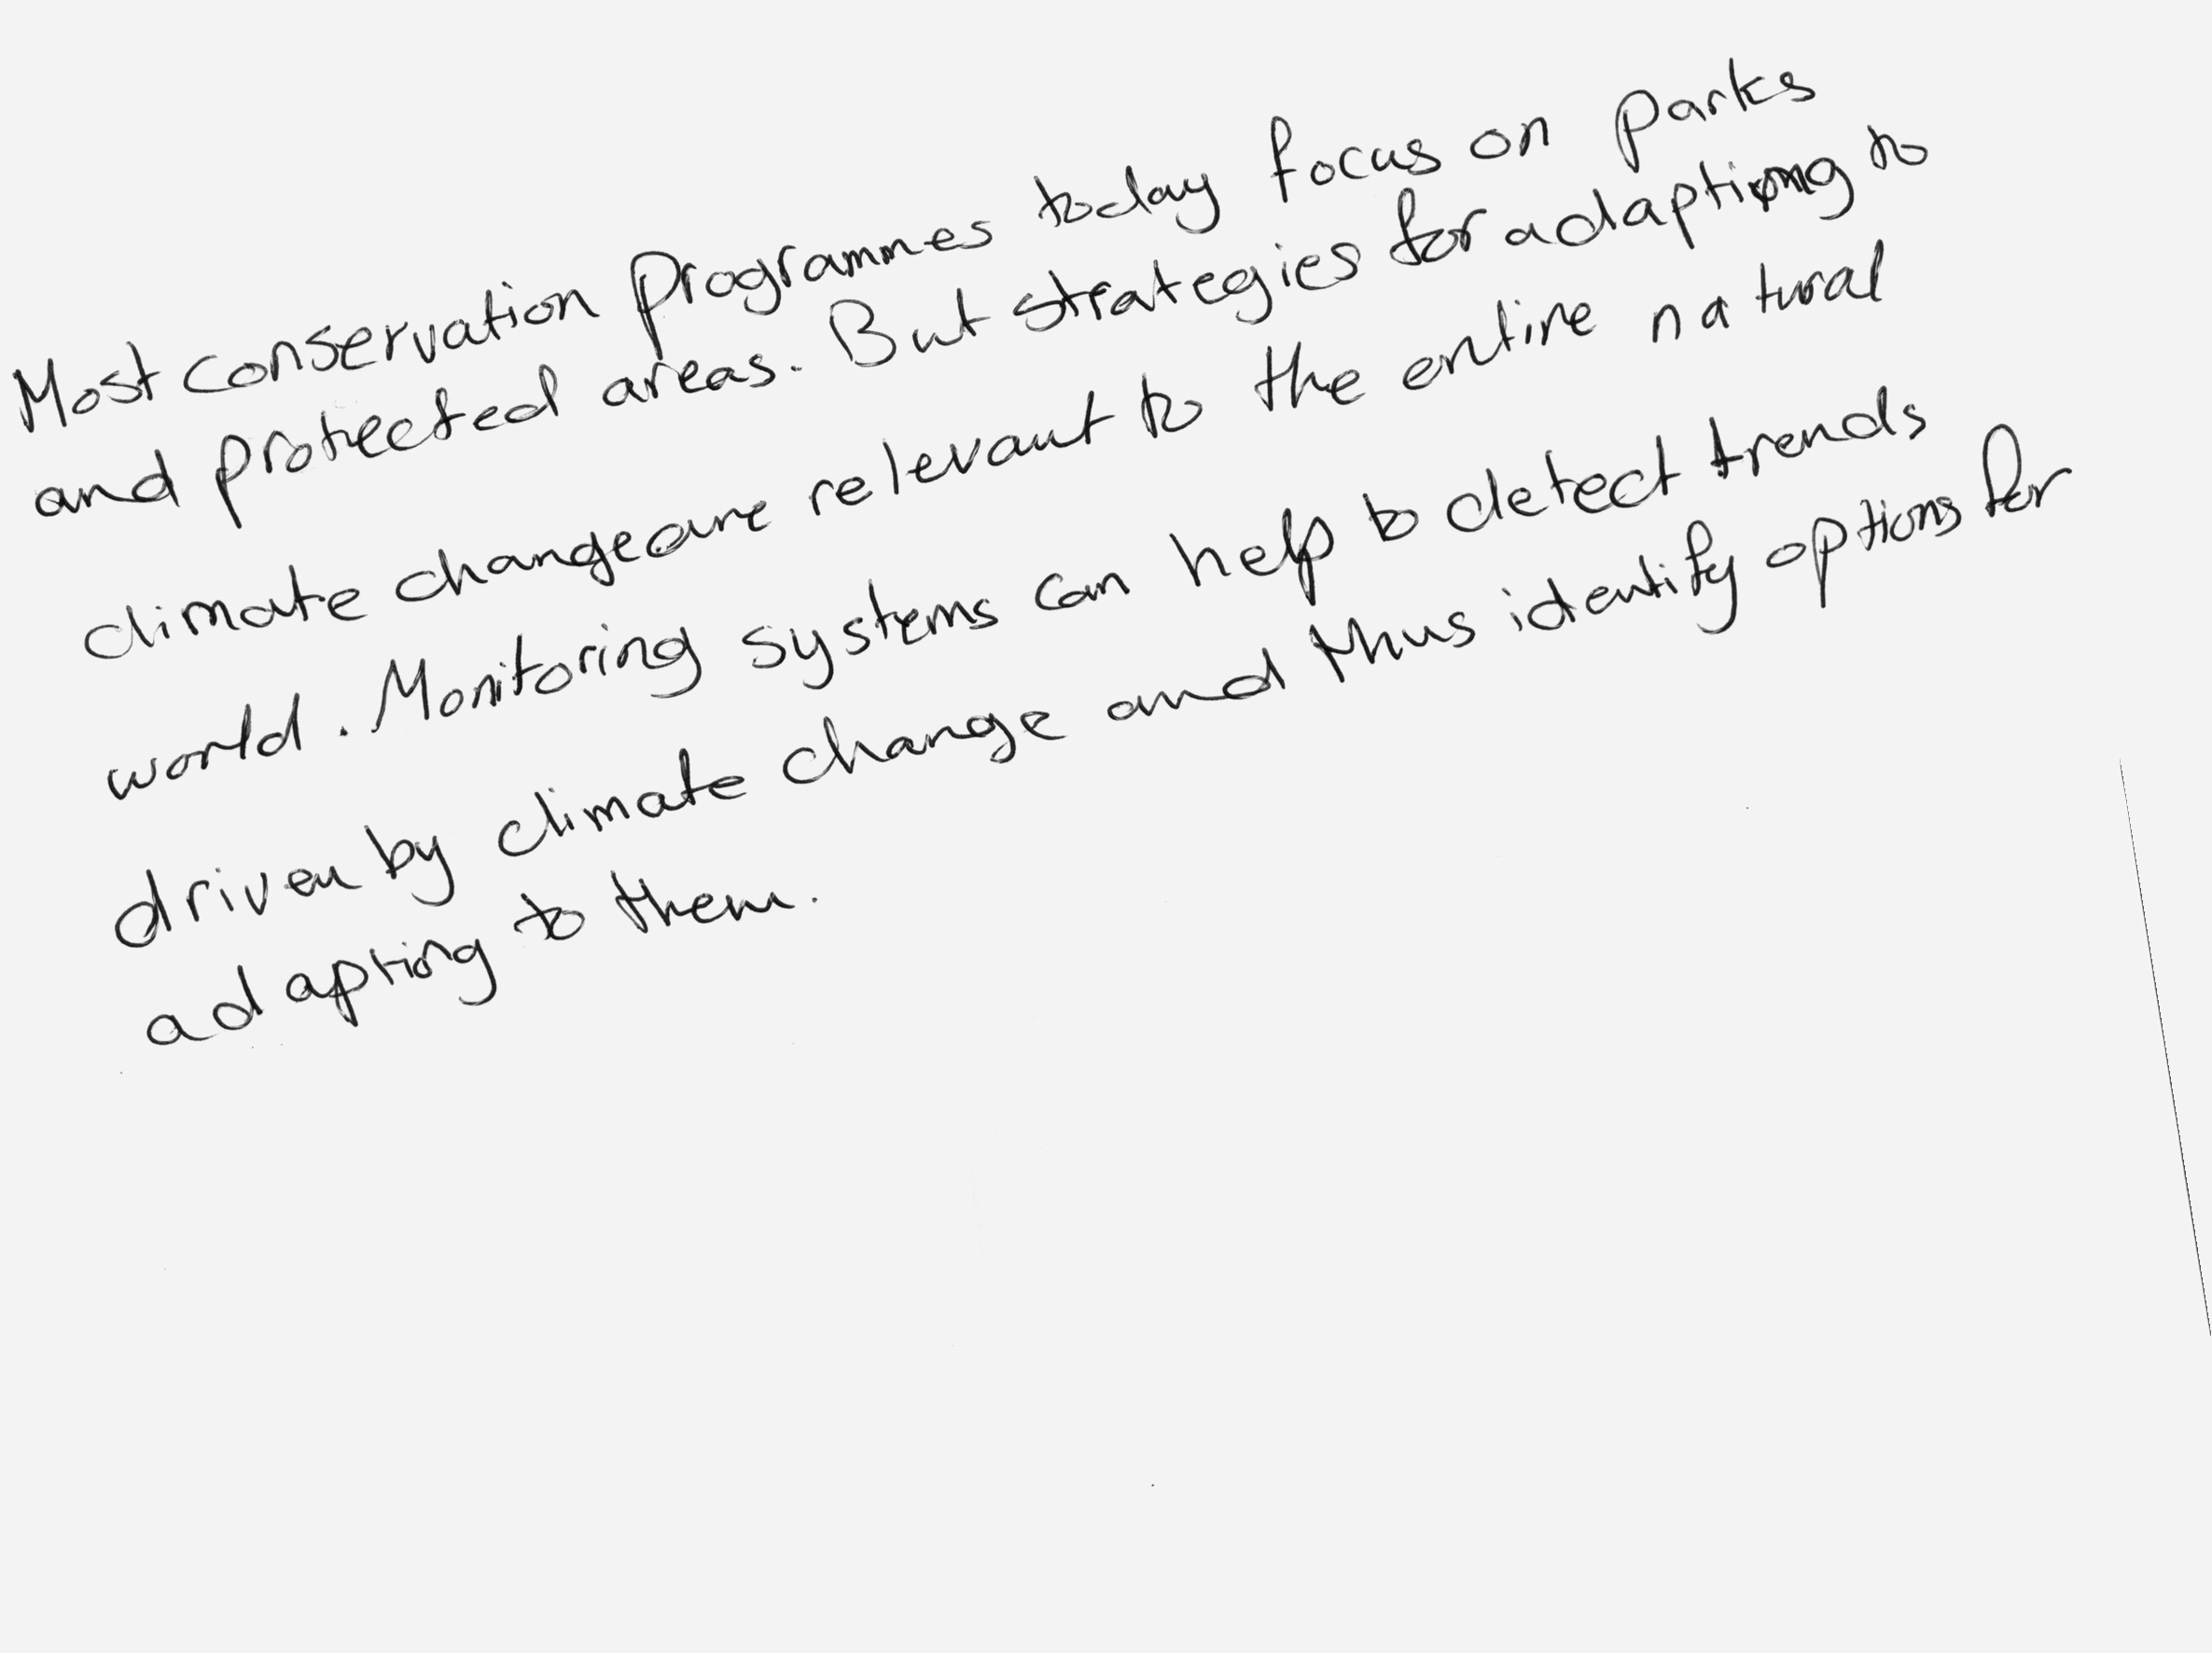 Most conservation programmes today focus on parks
and protected areas. But strategies for adapting to
climate change are relevant to the entire natural
world. Monitoring systems can help to detect trends
driven by climate change and thus identify options for
adapting to them.